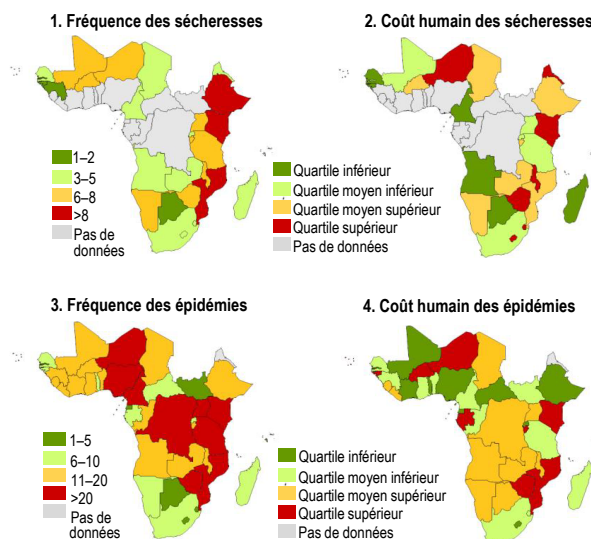 1. Fréquence des sécheresses
1–2
3–5
6–8
>8
Pas de
données
2. Coût humain des sécheresses
Quartile inférieur
Quartile moyen inférieur
Quartile moyen supérieur
Quartile supérieur
Pas de données
3. Fréquence des épidémies
1–5
6–10
11–20
>20
Pas de
données
4. Coût humain des épidémies
Quartile inférieur
Quartile moyen inférieur
Quartile moyen supérieur
Quartile supérieur
Pas de données